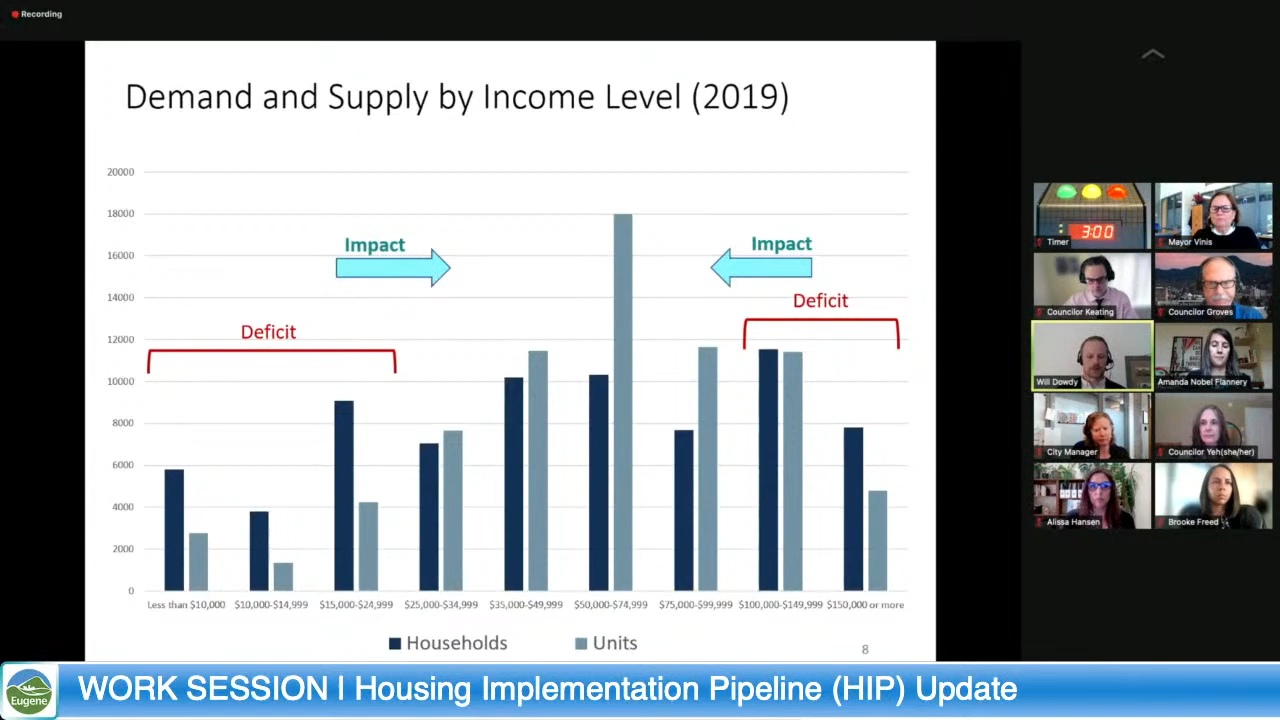 Recording
Demand and Supply by Income Level (2019)
20000
18000
16000
14000
12000
10000
8000
6000
4000
2000
0
Impact
Impact
Deficit
Deficit
Less than $10,000
$10,000-$14,999
$15,000-$24,999
$25,000-$34,999
$35,000-$49,999
$50,000-$74,999
$75,000-$99,999
$100,000-$149,999
$150,000 or more
Households
Units
8
3:00
Timer
Mayor Vinis
Councilor Keating
Councilor Groves
Will Dowdy
Amanda Nobel Flannery
City Manager
Councilor Yeh(she/her)
Alissa Hansen
Brooke Freed
Eugene
WORK SESSION | Housing Implementation Pipeline (HIP) Update